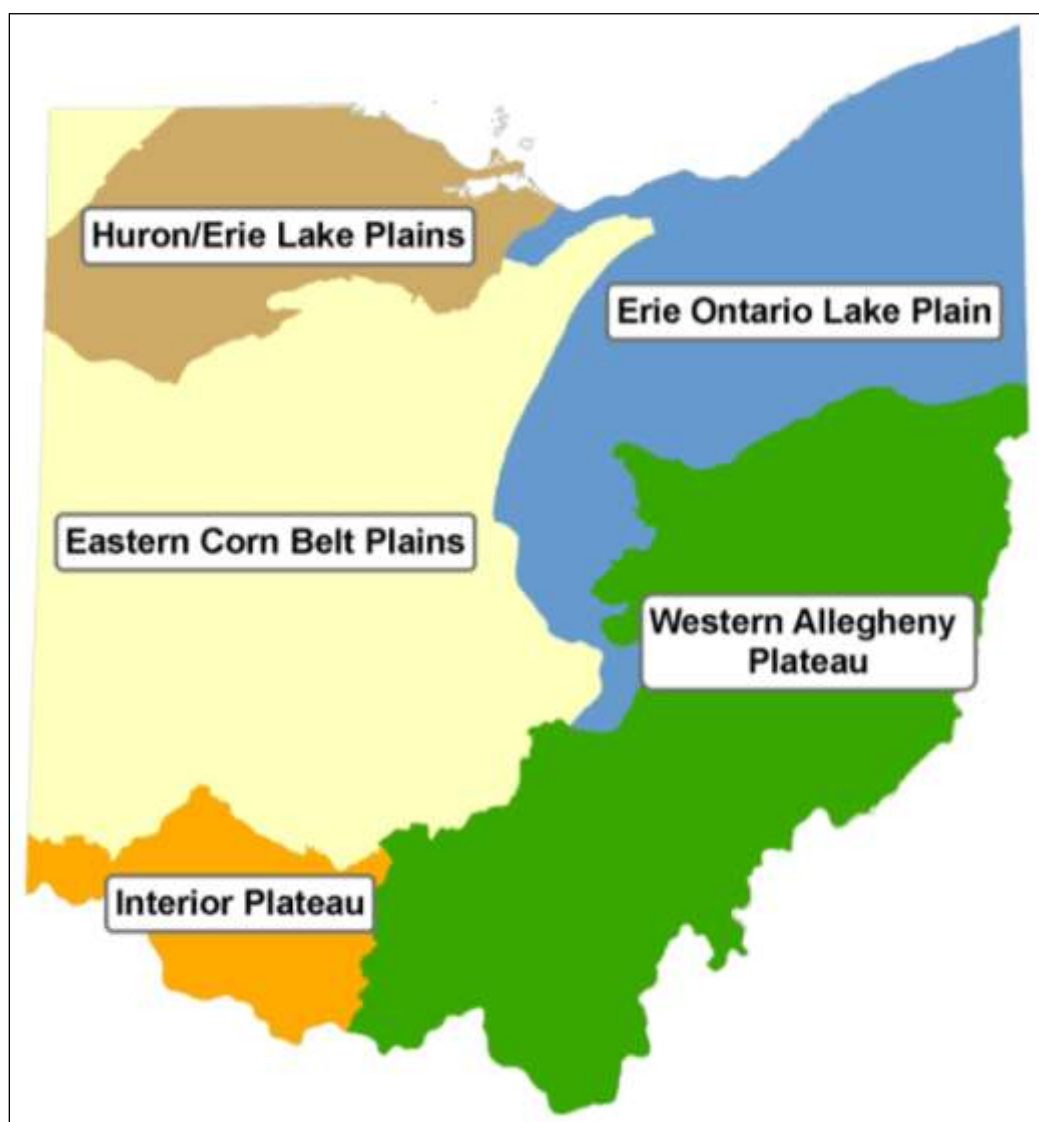 Huron/Erie Lake Plains
Erie Ontario Lake Plain
Eastern Corn Belt Plains
Western Allegheny
Plateau
Interior Plateau